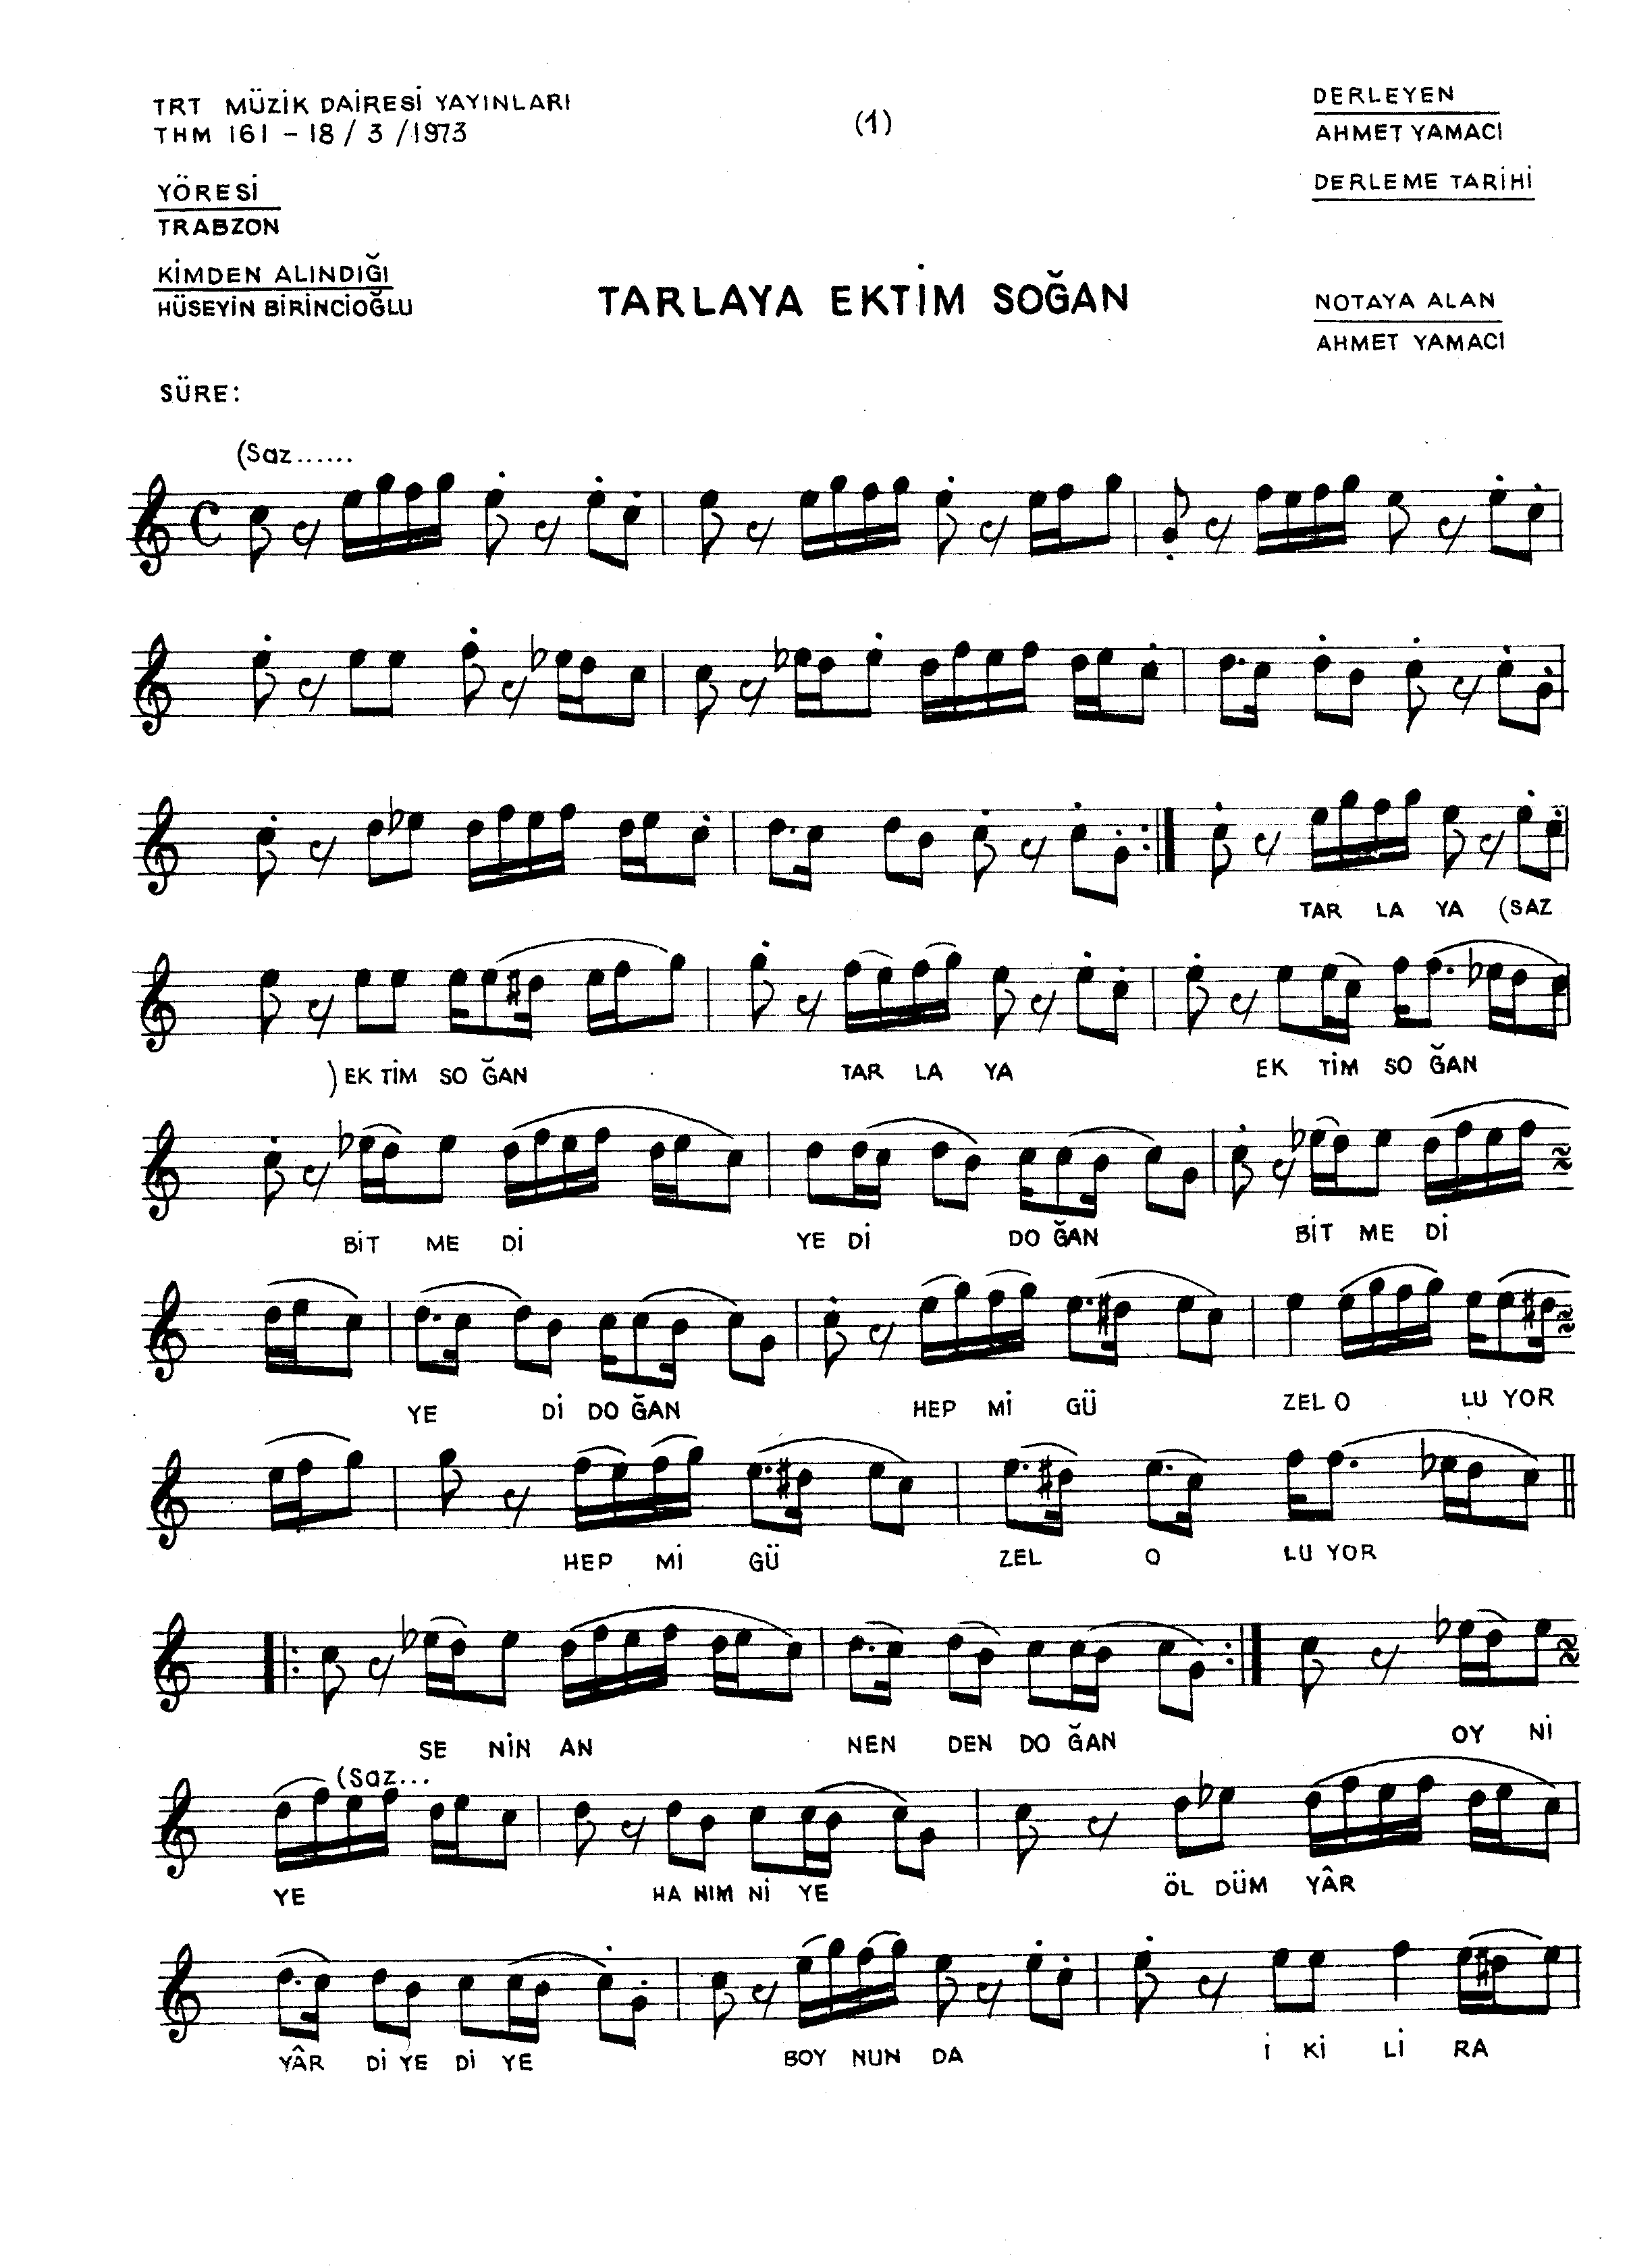 TRT MÜZİK DAİRESİ YAYINLARI
THM 161 – 18 / 3 / 1973
(1)
DERLEYEN
AHMET YAMACI
DERLEME TARİHİ
YÖRESİ
TRABZON
KİMDEN ALINDIĞI
HÜSEYİN BİRİNCİOĞLU
TARLAYA EKTİM SOĞAN
NOTAYA ALAN
AHMET YAMACI
SÜRE:
(Saz......
TAR LA YA (SAZ
) EK TİM SO ĞAN TAR LA YA EK TİM SO ĞAN
BİT ME Dİ YE Dİ DO ĞAN BİT ME Dİ
YE Dİ DO ĞAN HEP Mİ GÜ ZEL O LU YOR
HEP Mİ GÜ ZEL O LU YOR
SE NİN AN NEN DEN DO ĞAN OY Nİ
(Saz...
YE HA NIM Nİ YE ÖL DÜM YÂR
YÂR Dİ YE Dİ YE BOY NUN DA İ Kİ Lİ RA